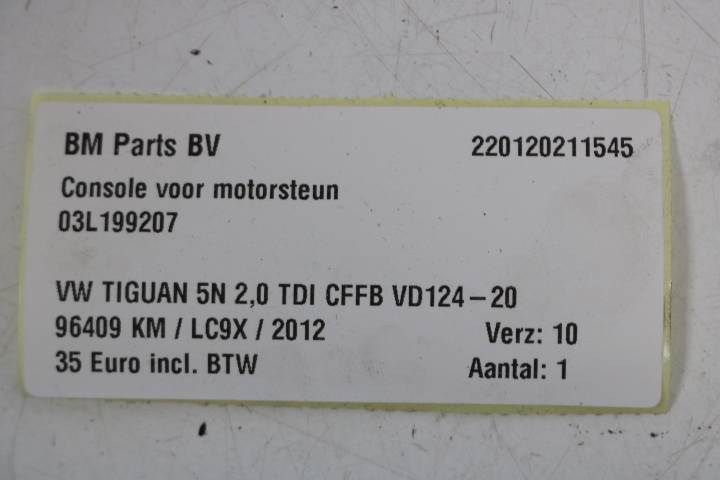 BM Parts BV 220120211545
Console voor motorsteun
03L199207
VW TIGUAN 5N 2,0 TDI CFFB VD124-20
96409 KM / LC9X / 2012 Verz: 10
35 Euro incl. BTW Aantal: 1